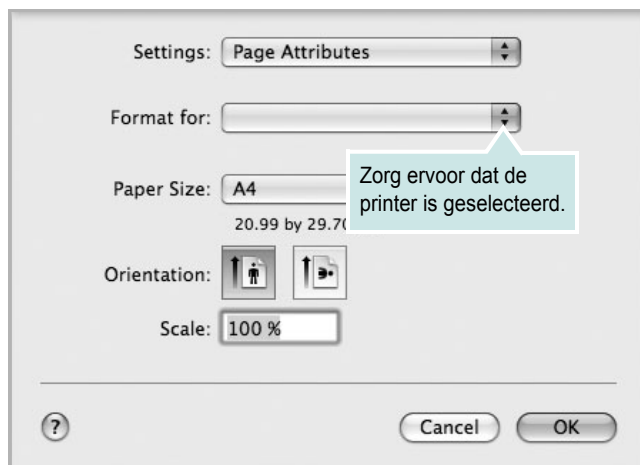 Settings: Page Attributes
Format for:
Zorg ervoor dat de
printer is geselecteerd.
Paper Size: A4
20.99 by 29.70
Orientation:
Scale: 100 %
? Cancel OK